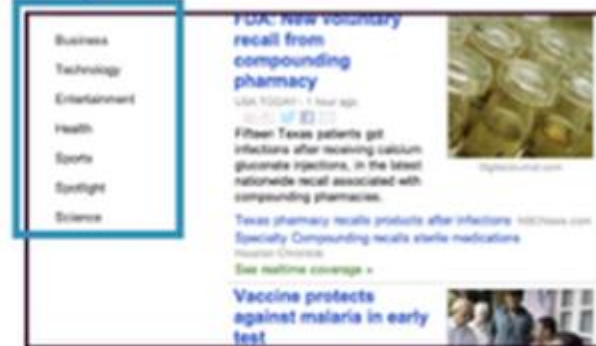 Business
Technology
Entertainment
Health
Sports
Spotlight
Science
FDA: New voluntary
recall from
compounding
pharmacy
USA TODAY - 1 hour ago
Fifteen Texas patients got
infections after receiving calcium
gluconate injections, in the latest
nationwide recall associated with
compounding pharmacies.
Texas pharmacy recalls products after infections NBCNews.com
Specialty Compounding recalls sterile medications
Houston Chronicle
See realtime coverage »
Vaccine protects
against malaria in early
test